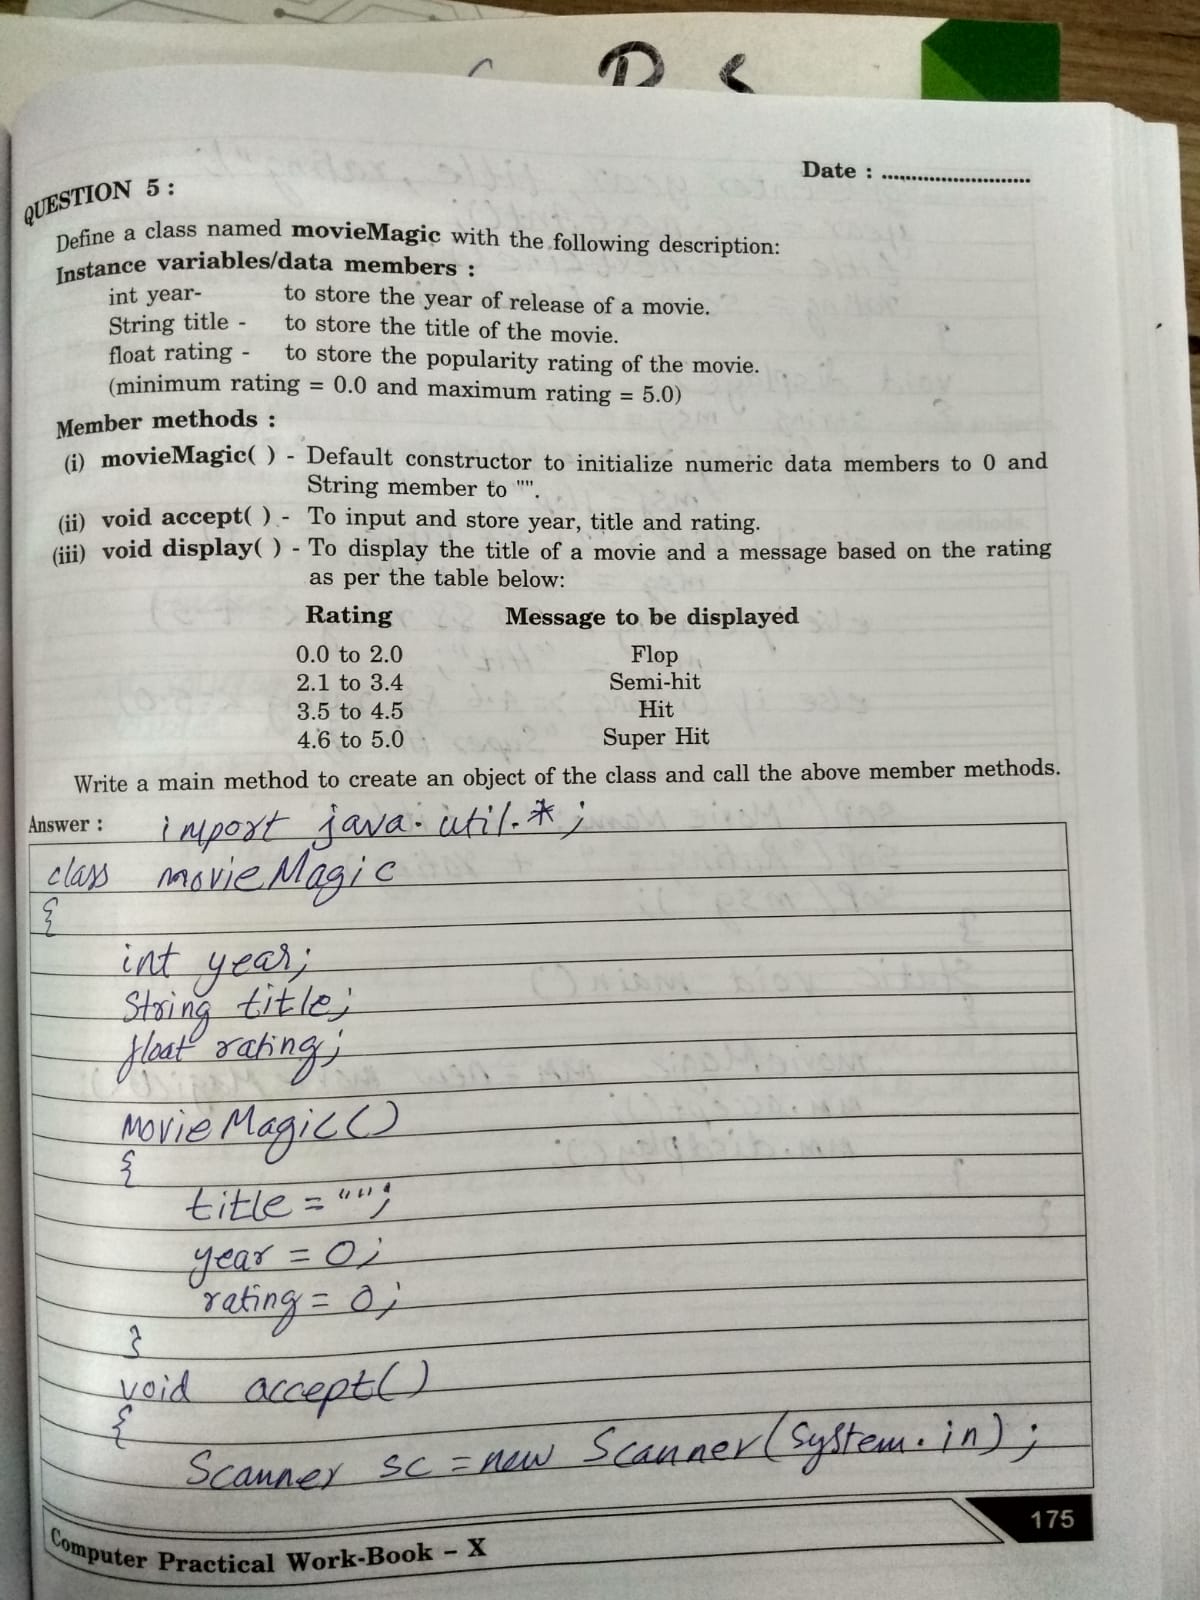 Date : ..........................
QUESTION 5 :
Define a class named movieMagic with the following description:
Instance variables/data members :
int year- to store the year of release of a movie.
String title - to store the title of the movie.
float rating - to store the popularity rating of the movie.
(minimum rating = 0.0 and maximum rating = 5.0)
Member methods :
(i) movieMagic( ) - Default constructor to initialize numeric data members to 0 and
String member to "".
(ii) void accept( ) - To input and store year, title and rating.
(iii) void display( ) - To display the title of a movie and a message based on the rating
as per the table below:
Rating Message to be displayed
0.0 to 2.0 Flop
2.1 to 3.4 Semi-hit
3.5 to 4.5 Hit
4.6 to 5.0 Super Hit
Write a main method to create an object of the class and call the above member methods.
Answer : import java.util.*;
class movieMagic
{
int year;
String title;
float rating;
movieMagic()
{
title = "";
year = 0;
rating = 0;
}
void accept()
{
Scanner sc = new Scanner(System.in);
175
Computer Practical Work-Book – X